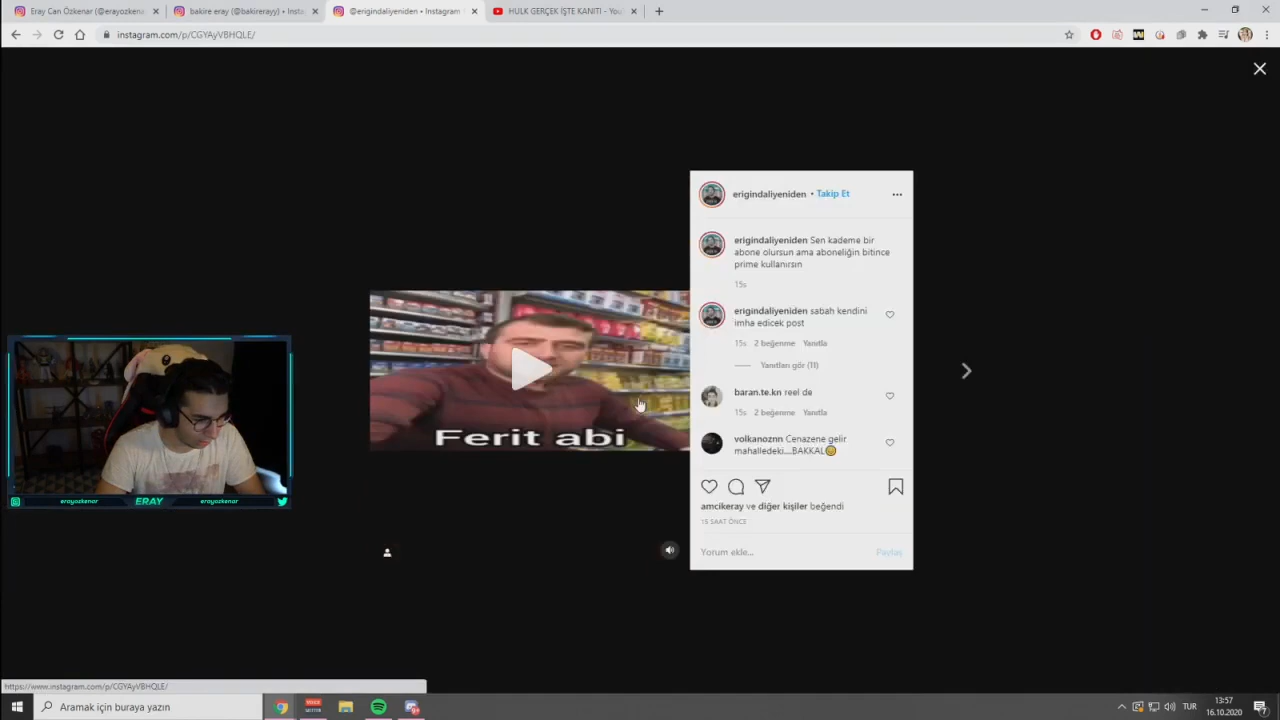 Eray Can Özkenar (@erayozkena
bakire eray (@bakirerayy) • Insta
@erigindaliyeniden • Instagram
HULK GERÇEK İŞTE KANITI - You
instagram.com/p/CGYAyVBHQLE/
erigindaliyeniden • Takip Et
erigindaliyeniden Sen kademe bir
abone olursun ama aboneliğin bitince
prime kullanırsın
15s
erigindaliyeniden sabah kendini
imha edicek post
15s 2 beğenme Yanıtla
Yanıtları gör (11)
baran.te.kn reel de
15s 2 beğenme Yanıtla
volkanoznn Cenazene gelir
mahalledeki....BAKKAL😊
amcikeray ve diğer kişiler beğendi
15 SAAT ÖNCE
Yorum ekle... Paylaş
Ferit abi
erayozkenar ERAY erayozkenar
https://www.instagram.com/p/CGYAyVBHQLE/
Aramak için buraya yazın
TUR
13:57
16.10.2020